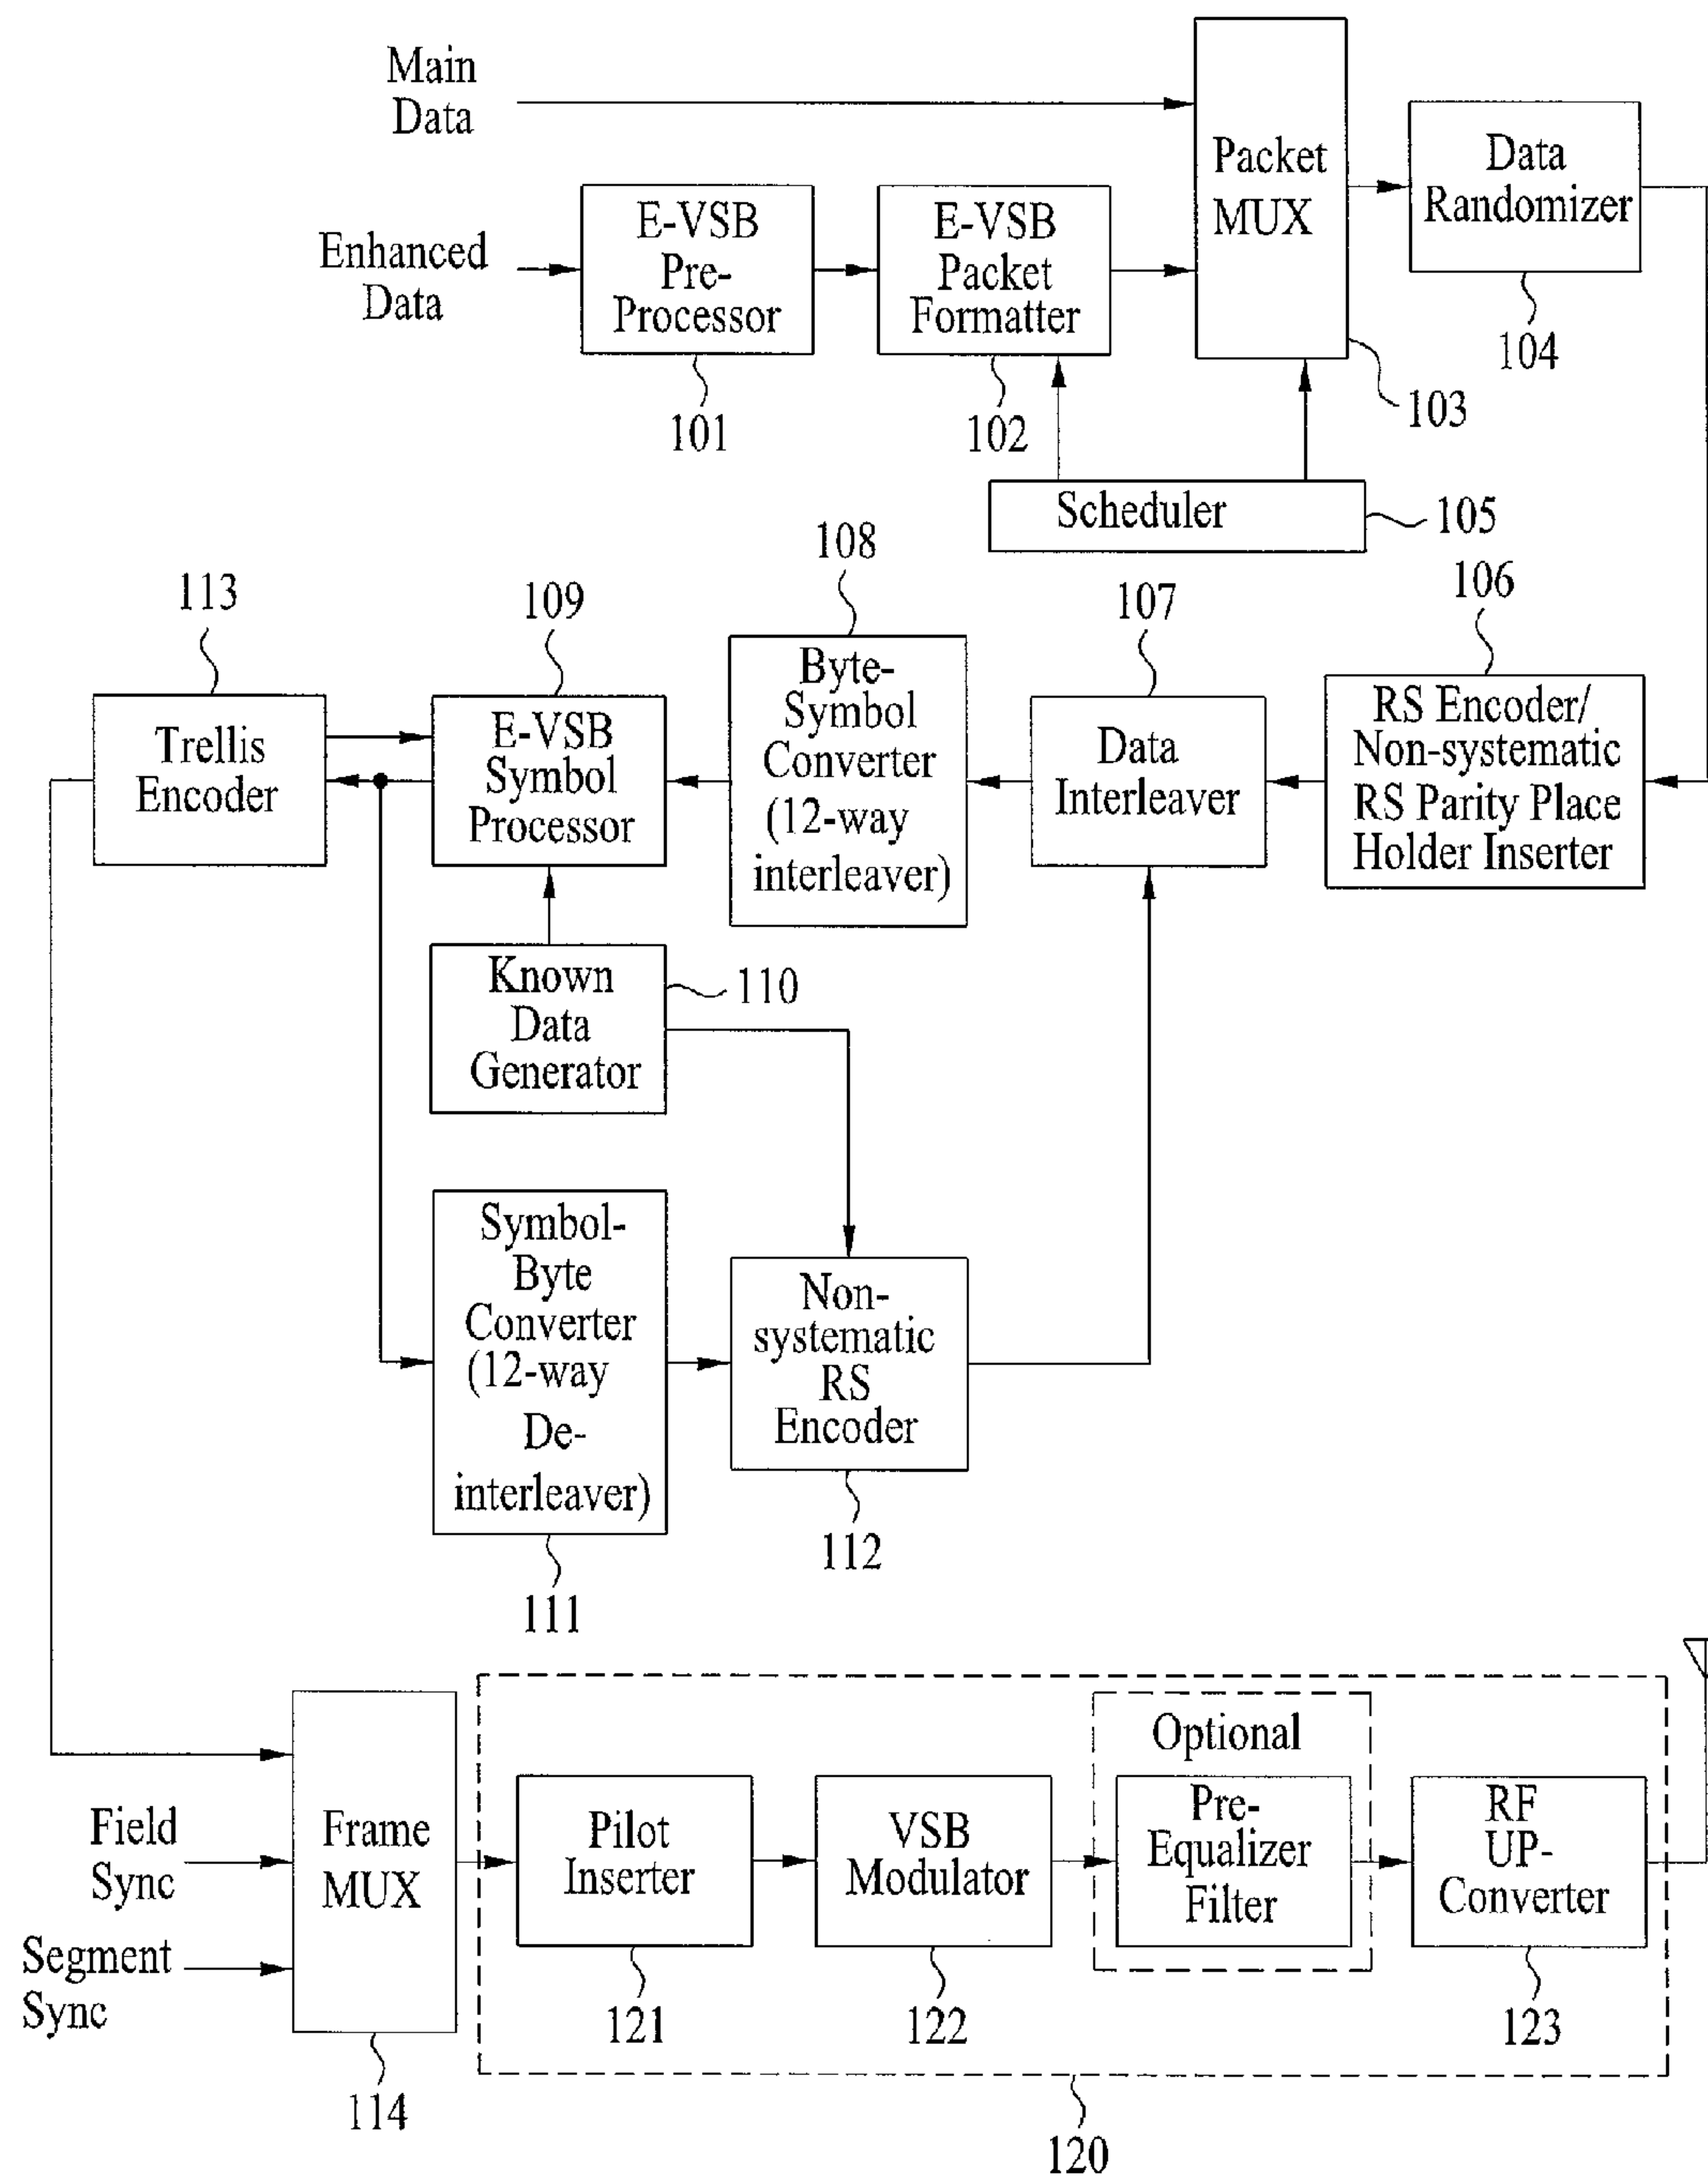 Main
Data
Enhanced
Data
E-VSB
Pre-
Processor
101
E-VSB
Packet
Formatter
102
Packet
MUX
103
Data
Randomizer
104
Scheduler
105
113
Trellis
Encoder
109
E-VSB
Symbol
Processor
108
Byte-
Symbol
Converter
(12-way
interleaver)
107
Data
Interleaver
106
RS Encoder/
Non-systematic
RS Parity Place
Holder Inserter
Known
Data
Generator
110
Symbol-
Byte
Converter
(12-way
De-
interleaver)
111
Non-
systematic
RS
Encoder
112
Field
Sync
Segment
Sync
Frame
MUX
114
Pilot
Inserter
121
VSB
Modulator
122
Optional
Pre-
Equalizer
Filter
RF
UP-
Converter
123
120